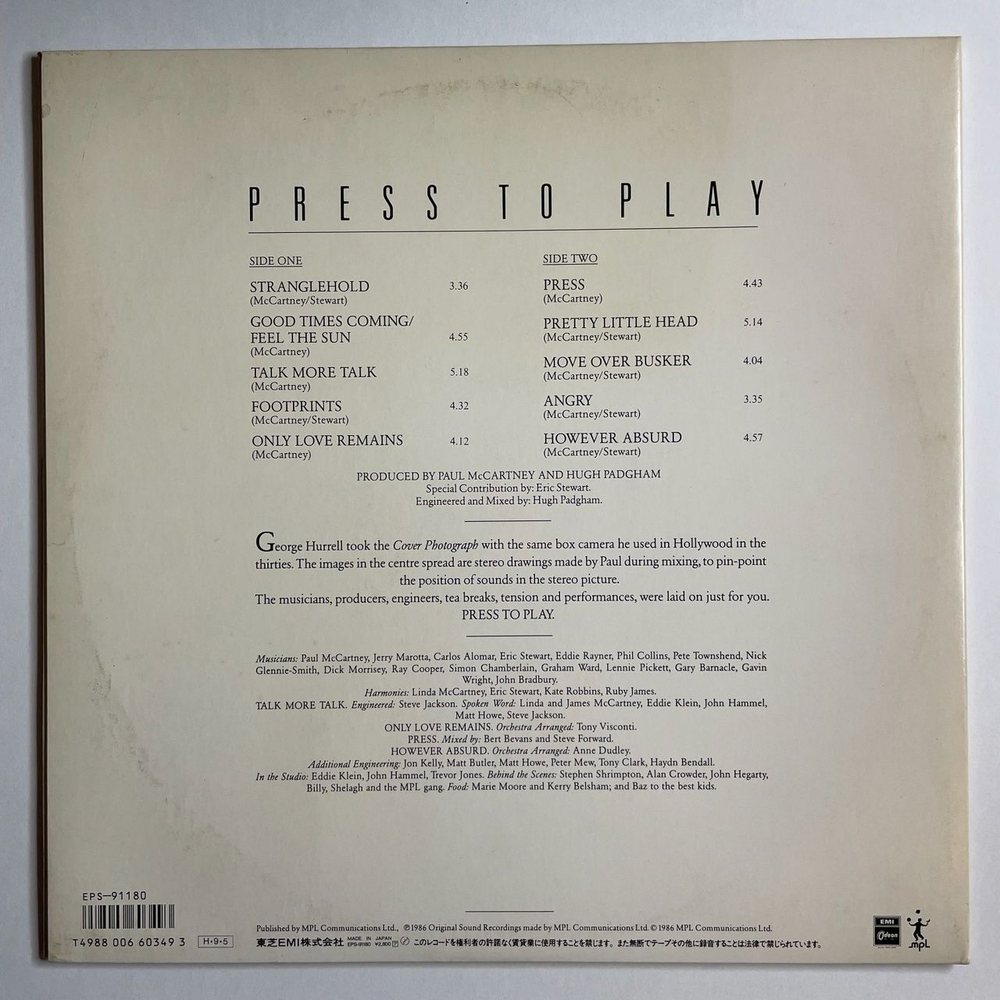 PRESS TO PLAY
SIDE ONE
STRANGLEHOLD 3.36
(McCartney/Stewart)
GOOD TIMES COMING/
FEEL THE SUN 4.55
(McCartney)
TALK MORE TALK 5.18
(McCartney)
FOOTPRINTS 4.32
(McCartney/Stewart)
ONLY LOVE REMAINS 4.12
(McCartney)
SIDE TWO
PRESS 4.43
(McCartney)
PRETTY LITTLE HEAD 5.14
(McCartney/Stewart)
MOVE OVER BUSKER 4.04
(McCartney/Stewart)
ANGRY 3.35
(McCartney/Stewart)
HOWEVER ABSURD 4.57
(McCartney/Stewart)
PRODUCED BY PAUL McCARTNEY AND HUGH PADGHAM
Special Contribution by: Eric Stewart.
Engineered and Mixed by: Hugh Padgham.
George Hurrell took the Cover Photograph with the same box camera he used in Hollywood in the
thirties. The images in the centre spread are stereo drawings made by Paul during mixing, to pin-point
the position of sounds in the stereo picture.
The musicians, producers, engineers, tea breaks, tension and performances, were laid on just for you.
PRESS TO PLAY.
Musicians: Paul McCartney, Jerry Marotta, Carlos Alomar, Eric Stewart, Eddie Rayner, Phil Collins, Pete Townshend, Nick
Glennie-Smith, Dick Morrisey, Ray Cooper, Simon Chamberlain, Graham Ward, Lennie Pickett, Gary Barnacle, Gavin
Wright, John Bradbury.
Harmonies: Linda McCartney, Eric Stewart, Kate Robbins, Ruby James.
TALK MORE TALK. Engineered: Steve Jackson. Spoken Word: Linda and James McCartney, Eddie Klein, John Hammel,
Matt Howe, Steve Jackson.
ONLY LOVE REMAINS. Orchestra Arranged: Tony Visconti.
PRESS. Mixed by: Bert Bevans and Steve Forward.
HOWEVER ABSURD. Orchestra Arranged: Anne Dudley.
Additional Engineering: Jon Kelly, Matt Butler, Matt Howe, Peter Mew, Tony Clark, Haydn Bendall.
In the Studio: Eddie Klein, John Hammel, Trevor Jones. Behind the Scenes: Stephen Shrimpton, Alan Crowder, John Hegarty,
Billy, Shelagh and the MPL gang. Food: Marie Moore and Kerry Belsham; and Baz to the best kids.
EPS-91180
T4988 006 60349 3
H・9・5
Published by MPL Communications Ltd., ℗1986 Original Sound Recordings made by MPL Communications Ltd. © 1986 MPL Communications Ltd.
東芝EMI株式会社 MADE IN JAPAN EPS-91180 ¥2,800 このレコードを権利者の許諾なく賃貸業に使用することを禁じます。また無断でテープその他に録音することは法律で禁じられています。
EMI
Odeon
mpL